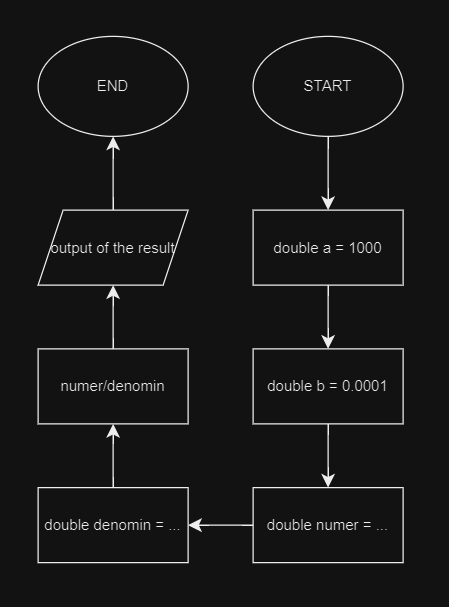 END
START
output of the result
double a = 1000
numer/denomin
double b = 0.0001
double denomin = ...
double numer = ...